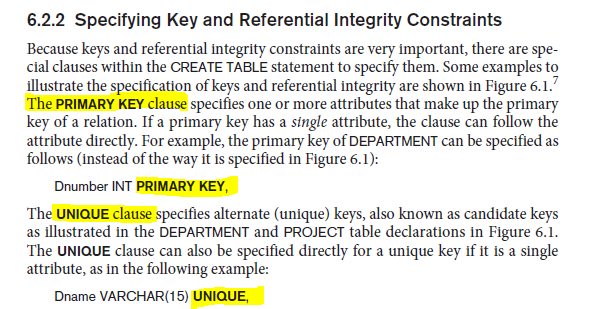 6.2.2 Specifying Key and Referential Integrity Constraints
Because keys and referential integrity constraints are very important, there are spe-
cial clauses within the CREATE TABLE statement to specify them. Some examples to
illustrate the specification of keys and referential integrity are shown in Figure 6.1.7
The PRIMARY KEY clause specifies one or more attributes that make up the primary
key of a relation. If a primary key has a single attribute, the clause can follow the
attribute directly. For example, the primary key of DEPARTMENT can be specified as
follows (instead of the way it is specified in Figure 6.1):
Dnumber INT PRIMARY KEY,
The UNIQUE clause specifies alternate (unique) keys, also known as candidate keys
as illustrated in the DEPARTMENT and PROJECT table declarations in Figure 6.1.
The UNIQUE clause can also be specified directly for a unique key if it is a single
attribute, as in the following example:
Dname VARCHAR(15) UNIQUE,